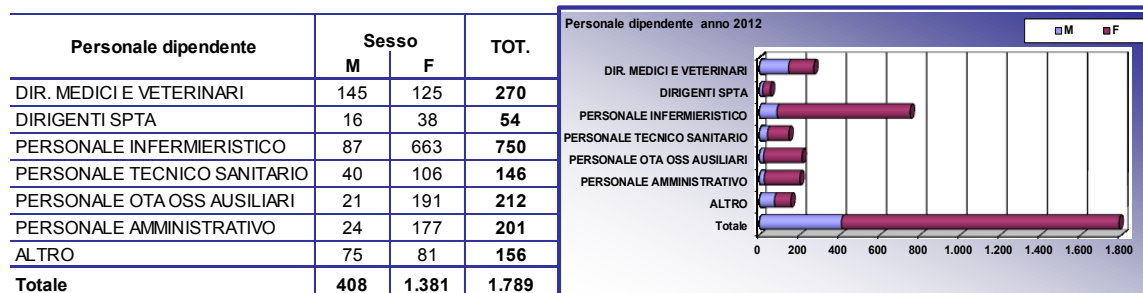 Personale dipendente Sesso TOT.
M F
DIR. MEDICI E VETERINARI 145 125 270
DIRIGENTI SPTA 16 38 54
PERSONALE INFERMIERISTICO 87 663 750
PERSONALE TECNICO SANITARIO 40 106 146
PERSONALE OTA OSS AUSILIARI 21 191 212
PERSONALE AMMINISTRATIVO 24 177 201
ALTRO 75 81 156
Totale 408 1.381 1.789
Personale dipendente anno 2012
M F
DIR. MEDICI E VETERINARI
DIRIGENTI SPTA
PERSONALE INFERMIERISTICO
PERSONALE TECNICO SANITARIO
PERSONALE OTA OSS AUSILIARI
PERSONALE AMMINISTRATIVO
ALTRO
Totale
0 200 400 600 800 1.000 1.200 1.400 1.600 1.800